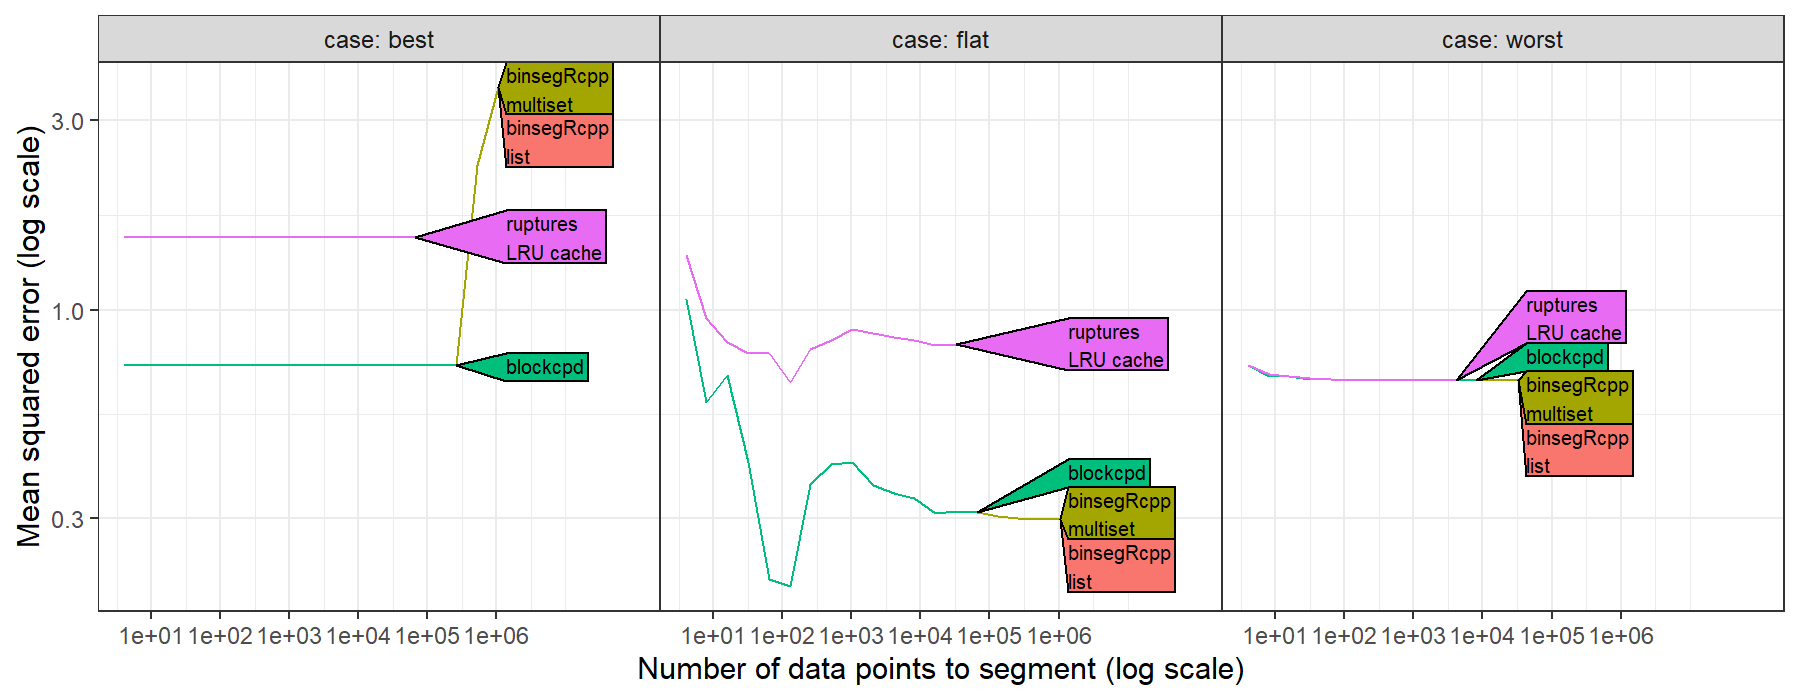 case: best
case: flat
case: worst
Mean squared error (log scale)
3.0
1.0
0.3
binsegRcpp
multiset
binsegRcpp
list
ruptures
LRU cache
blockcpd
ruptures
LRU cache
blockcpd
binsegRcpp
multiset
binsegRcpp
list
ruptures
LRU cache
blockcpd
binsegRcpp
multiset
binsegRcpp
list
1e+01 1e+02 1e+03 1e+04 1e+05 1e+06
1e+01 1e+02 1e+03 1e+04 1e+05 1e+06
1e+01 1e+02 1e+03 1e+04 1e+05 1e+06
Number of data points to segment (log scale)